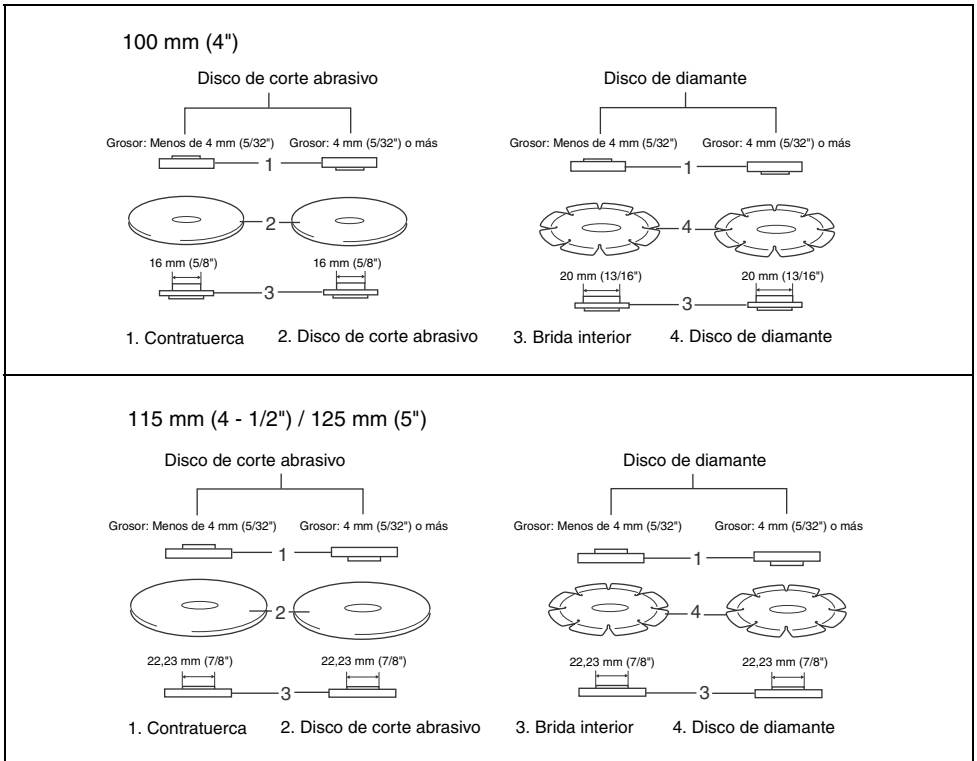 100 mm (4")
Disco de corte abrasivo
Disco de diamante
Grosor: Menos de 4 mm (5/32")
Grosor: 4 mm (5/32") o más
Grosor: Menos de 4 mm (5/32")
Grosor: 4 mm (5/32") o más
1
1
2
4
16 mm (5/8")
16 mm (5/8")
20 mm (13/16")
20 mm (13/16")
3
3
1. Contratuerca
2. Disco de corte abrasivo
3. Brida interior
4. Disco de diamante
115 mm (4 - 1/2") / 125 mm (5")
Disco de corte abrasivo
Disco de diamante
Grosor: Menos de 4 mm (5/32")
Grosor: 4 mm (5/32") o más
Grosor: Menos de 4 mm (5/32")
Grosor: 4 mm (5/32") o más
1
1
2
4
22,23 mm (7/8")
22,23 mm (7/8")
22,23 mm (7/8")
22,23 mm (7/8")
3
3
1. Contratuerca
2. Disco de corte abrasivo
3. Brida interior
4. Disco de diamante